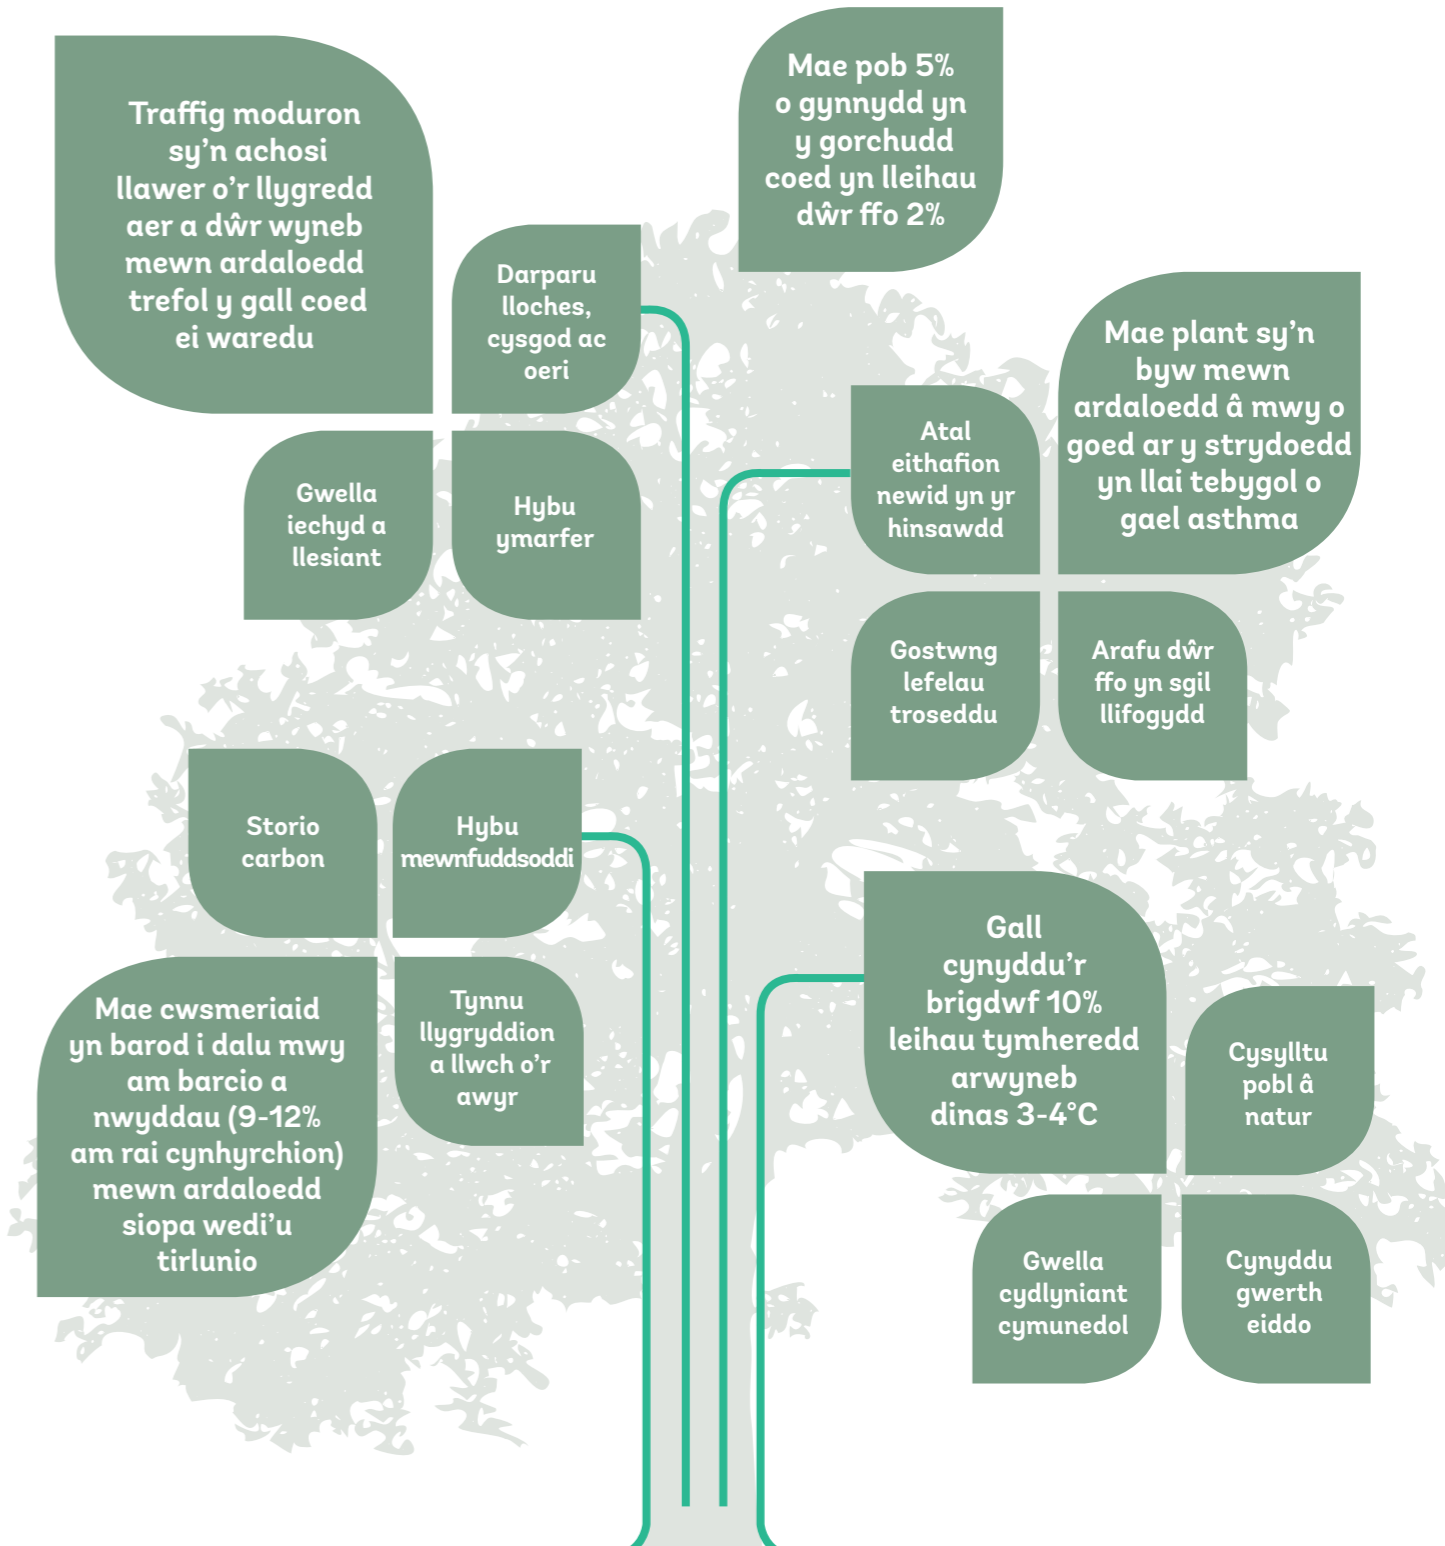 Traffig moduron
sy’n achosi
llawer o’r llygredd
aer a dŵr wyneb
mewn ardaloedd
trefol y gall coed
ei waredu
Darparu
lloches,
cysgod ac
oeri
Gwella
iechyd a
llesiant
Hybu
ymarfer
Mae pob 5%
o gynnydd yn
y gorchudd
coed yn lleihau
dŵr ffo 2%
Atal
eithafion
newid yn yr
hinsawdd
Mae plant sy’n
byw mewn
ardaloedd â mwy o
goed ar y strydoedd
yn llai tebygol o
gael asthma
Gostwng
lefelau
troseddu
Arafu dŵr
ffo yn sgil
llifogydd
Storio
carbon
Hybu
mewnfuddsoddi
Mae cwsmeriaid
yn barod i dalu mwy
am barcio a
nwyddau (9-12%
am rai cynhyrchion)
mewn ardaloedd
siopa wedi’u
tirlunio
Tynnu
llygryddion
a llwch o’r
awyr
Gall
cynyddu’r
brigdwf 10%
leihau tymheredd
arwyneb
dinas 3-4°C
Cysylltu
pobl â
natur
Gwella
cydlyniant
cymunedol
Cynyddu
gwerth
eiddo